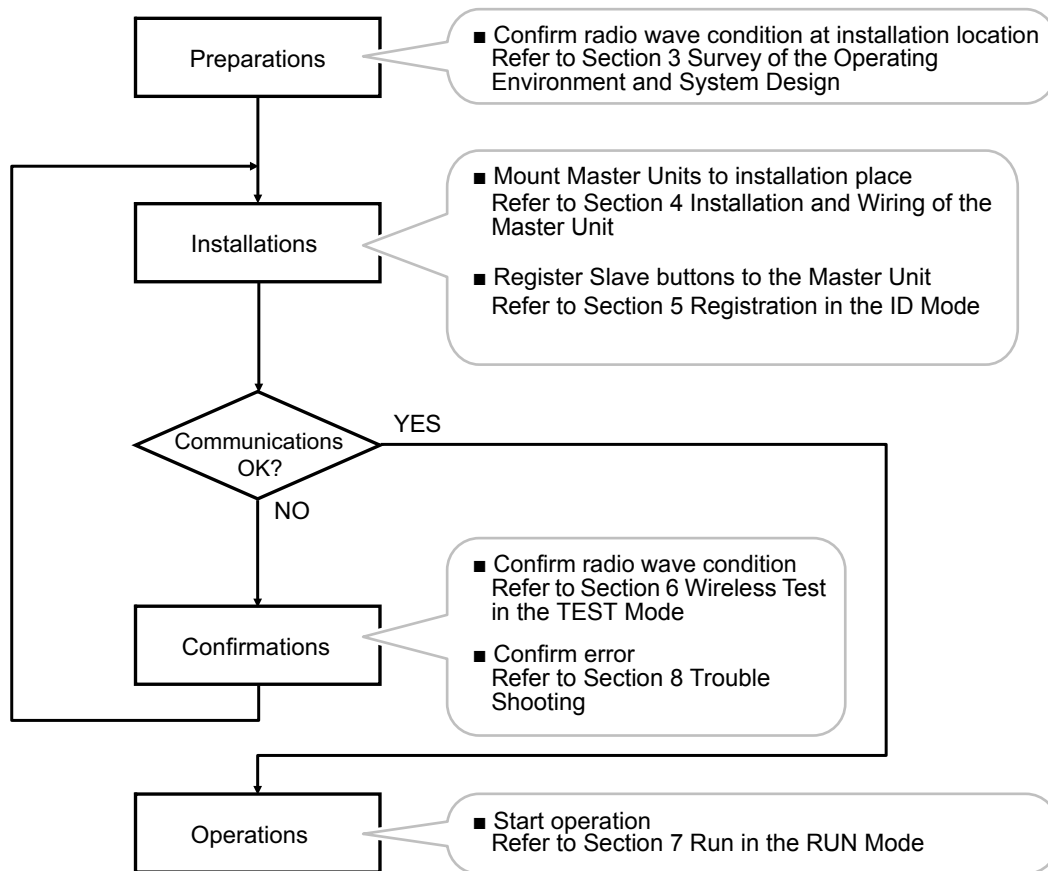 Preparations
■ Confirm radio wave condition at installation location
Refer to Section 3 Survey of the Operating
Environment and System Design
Installations
■ Mount Master Units to installation place
Refer to Section 4 Installation and Wiring of the
Master Unit
■ Register Slave buttons to the Master Unit
Refer to Section 5 Registration in the ID Mode
Communications
OK?
YES
NO
Confirmations
■ Confirm radio wave condition
Refer to Section 6 Wireless Test
in the TEST Mode
■ Confirm error
Refer to Section 8 Trouble
Shooting
Operations
■ Start operation
Refer to Section 7 Run in the RUN Mode